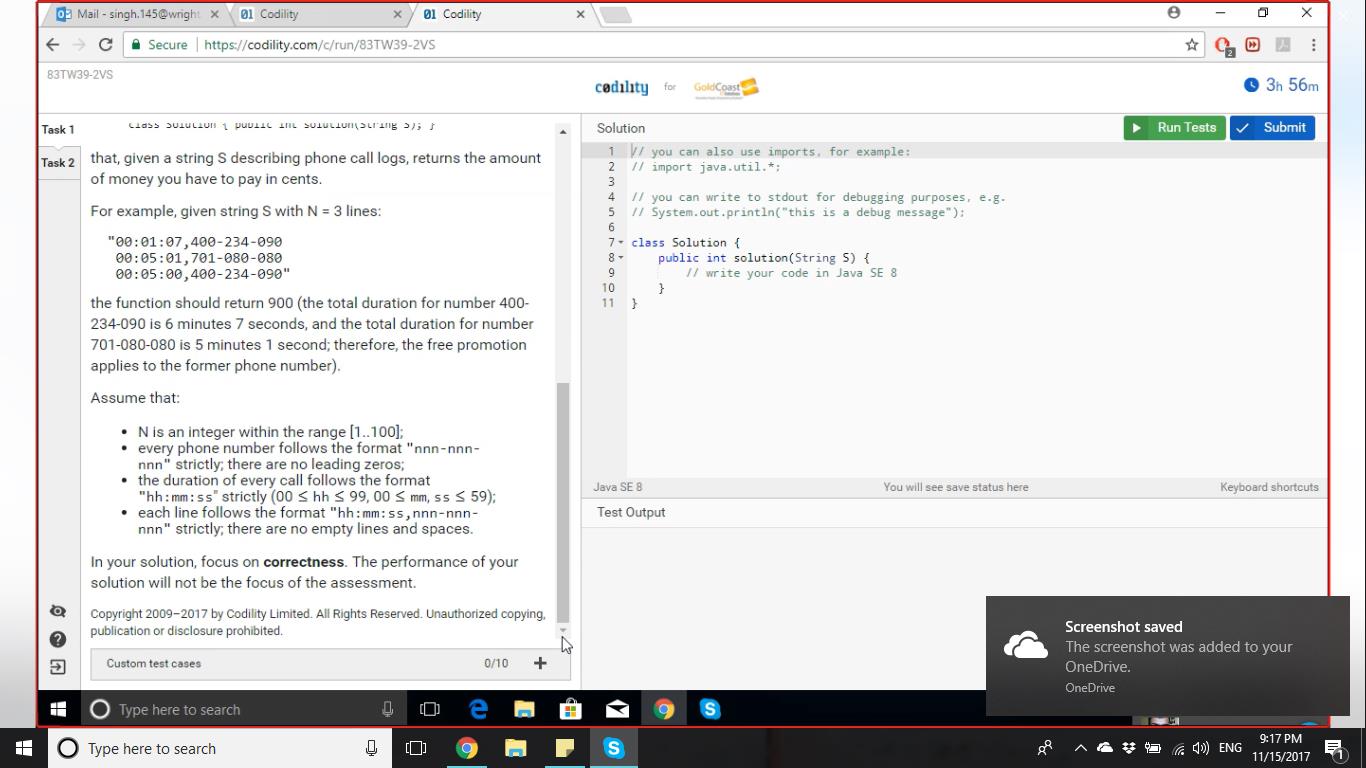 Mail - singh.145@wright
Codility
Codility
Secure
https://codility.com/c/run/83TW39-2VS
2
83TW39-2VS
codility for GoldCoast
3h 56m
Task 1
Task 2
class Solution { public int solution(String S); }
that, given a string S describing phone call logs, returns the amount
of money you have to pay in cents.
For example, given string S with N = 3 lines:
"00:01:07,400-234-090
00:05:01,701-080-080
00:05:00,400-234-090"
the function should return 900 (the total duration for number 400-
234-090 is 6 minutes 7 seconds, and the total duration for number
701-080-080 is 5 minutes 1 second; therefore, the free promotion
applies to the former phone number).
Assume that:
• N is an integer within the range [1..100];
• every phone number follows the format "nnn-nnn-
nnn" strictly; there are no leading zeros;
• the duration of every call follows the format
"hh:mm:ss" strictly (00 ≤ hh ≤ 99, 00 ≤ mm, ss ≤ 59);
• each line follows the format "hh:mm:ss,nnn-nnn-
nnn" strictly; there are no empty lines and spaces.
In your solution, focus on correctness. The performance of your
solution will not be the focus of the assessment.
Copyright 2009–2017 by Codility Limited. All Rights Reserved. Unauthorized copying,
publication or disclosure prohibited.
Custom test cases 0/10 +
Solution
Run Tests
Submit
1 // you can also use imports, for example:
2 // import java.util.*;
3
4 // you can write to stdout for debugging purposes, e.g.
5 // System.out.println("this is a debug message");
6
7 class Solution {
8 public int solution(String S) {
9 // write your code in Java SE 8
10 }
11 }
Java SE 8
You will see save status here
Keyboard shortcuts
Test Output
Screenshot saved
The screenshot was added to your
OneDrive.
OneDrive
Type here to search
Type here to search
ENG
9:17 PM
11/15/2017
1